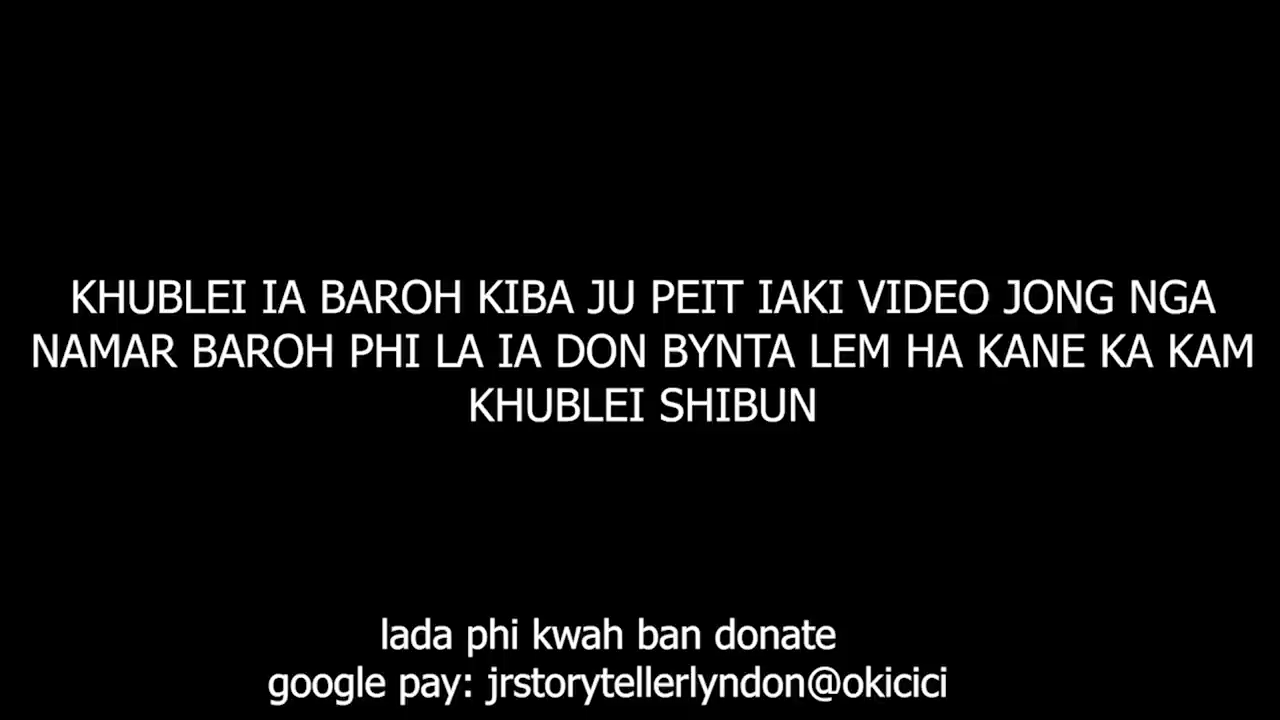 KHUBLEI IA BAROH KIBA JU PEIT IAKI VIDEO JONG NGA
NAMAR BAROH PHI LA IA DON BYNTA LEM HA KANE KA KAM
KHUBLEI SHIBUN
lada phi kwah ban donate
google pay: jrstorytellerlyndon@okicici